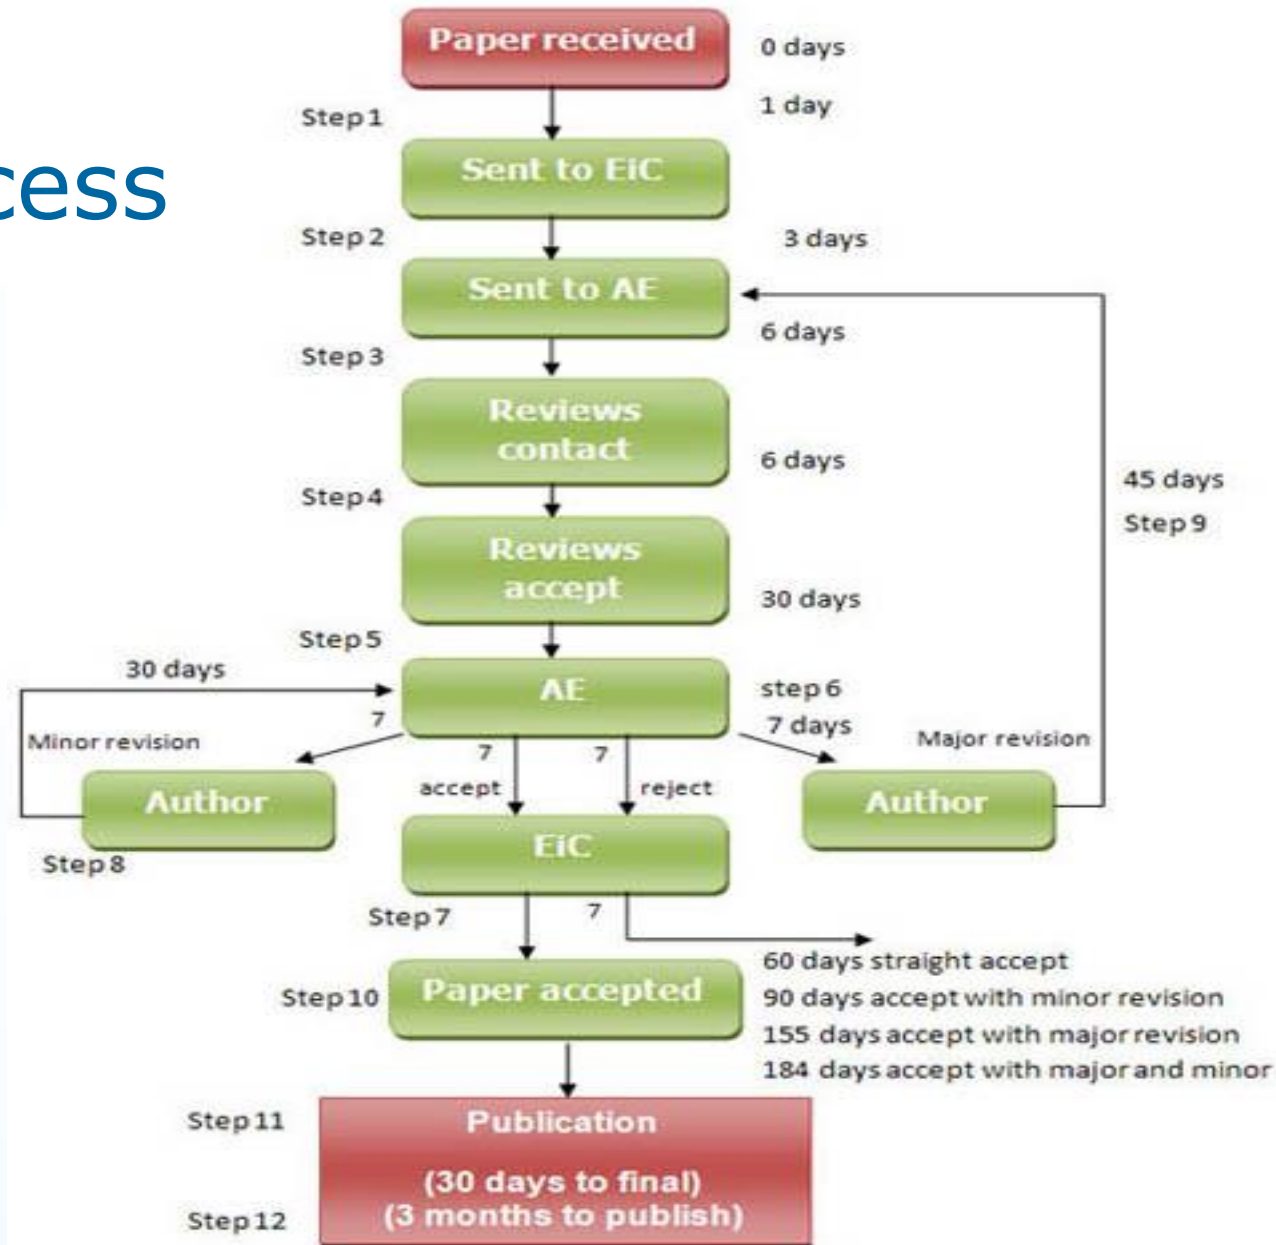 Paper received
0 days
1 day
Step 1
cess
Sent to EiC
Step 2
3 days
Sent to AE
6 days
Step 3
Reviews
contact
6 days
45 days
Step 4
Step 9
Reviews
accept
30 days
Step 5
30 days
AE
step 6
7
7 days
Minor revision
Major revision
7
7
accept
reject
Author
Author
EiC
Step 8
Step 7
7
60 days straight accept
Paper accepted
Step 10
90 days accept with minor revision
155 days accept with major revision
184 days accept with major and minor
Step 11
Publication
(30 days to final)
(3 months to publish)
Step 12